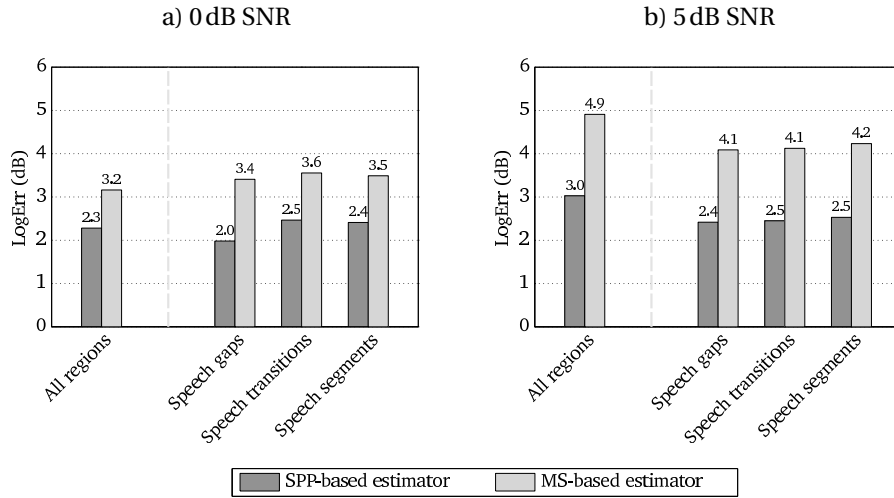 a) 0 dB SNR
LogErr (dB)
6
5
4
3
2
1
0
2.3
3.2
2.0
3.4
2.5
3.6
2.4
3.5
All regions
Speech gaps
Speech transitions
Speech segments
b) 5 dB SNR
LogErr (dB)
6
5
4
3
2
1
0
3.0
4.9
2.4
4.1
2.5
4.1
2.5
4.2
All regions
Speech gaps
Speech transitions
Speech segments
SPP-based estimator
MS-based estimator